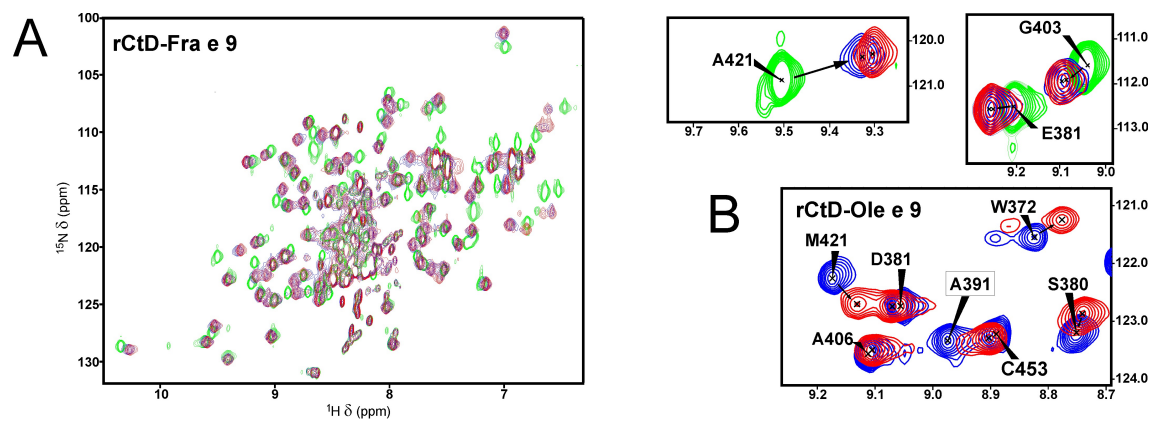 A
rCtD-Fra e 9
100
105
110
115
120
125
130
15N δ (ppm)
10
9
8
7
1H δ (ppm)
A421
120.0
121.0
9.7
9.6
9.5
9.4
9.3
G403
E381
111.0
112.0
113.0
9.2
9.1
9.0
B
rCtD-Ole e 9
W372
M421
D381
A391
S380
A406
C453
121.0
122.0
123.0
124.0
9.2
9.1
9.0
8.9
8.8
8.7